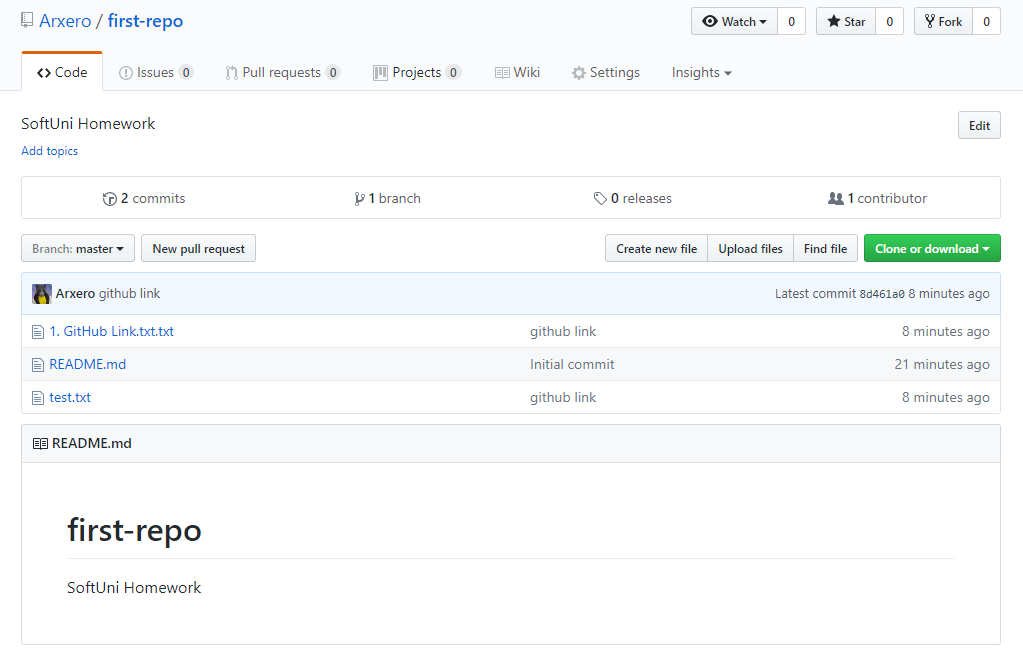 Arxero / first-repo
Watch 0 Star 0 Fork 0
Code Issues 0 Pull requests 0 Projects 0 Wiki Settings Insights
SoftUni Homework
Edit
Add topics
2 commits 1 branch 0 releases 1 contributor
Branch: master New pull request Create new file Upload files Find file Clone or download
Arxero github link Latest commit 8d461a0 8 minutes ago
1. GitHub Link.txt.txt github link 8 minutes ago
README.md Initial commit 21 minutes ago
test.txt github link 8 minutes ago
README.md
first-repo
SoftUni Homework